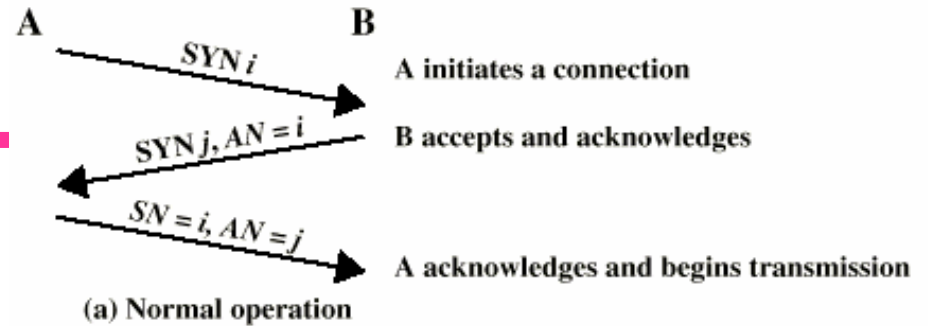 A B
SYN i
A initiates a connection
SYN j, AN = i
B accepts and acknowledges
SN = i, AN = j
A acknowledges and begins transmission
(a) Normal operation